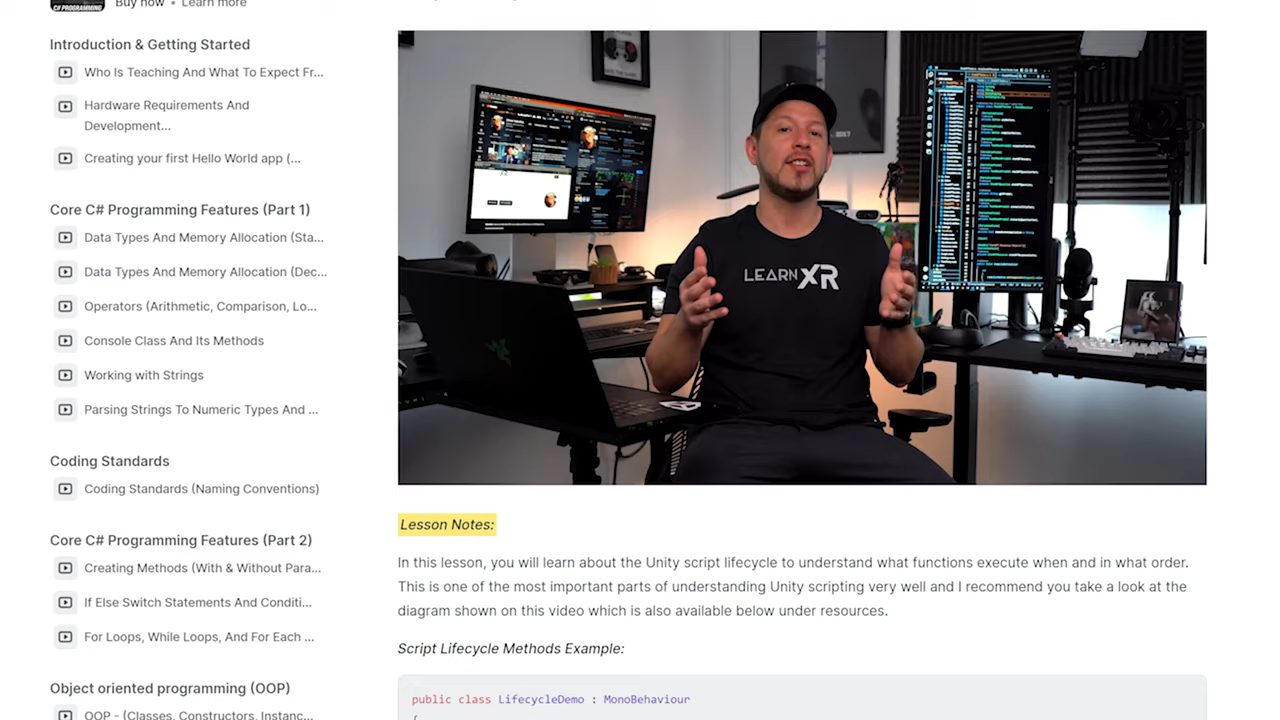 C# PROGRAMMING
Buy now • Learn more
Introduction & Getting Started
Who Is Teaching And What To Expect Fr...
Hardware Requirements And
Development...
Creating your first Hello World app (...
Core C# Programming Features (Part 1)
Data Types And Memory Allocation (Sta...
Data Types And Memory Allocation (Dec...
Operators (Arithmetic, Comparison, Lo...
Console Class And Its Methods
Working with Strings
Parsing Strings To Numeric Types And ...
Coding Standards
Coding Standards (Naming Conventions)
Core C# Programming Features (Part 2)
Creating Methods (With & Without Para...
If Else Switch Statements And Conditi...
For Loops, While Loops, And For Each ...
Object oriented programming (OOP)
OOP - (Classes, Constructors, Instanc...
LEARN XR
Lesson Notes:
In this lesson, you will learn about the Unity script lifecycle to understand what functions execute when and in what order.
This is one of the most important parts of understanding Unity scripting very well and I recommend you take a look at the
diagram shown on this video which is also available below under resources.
Script Lifecycle Methods Example:
public class LifecycleDemo : MonoBehaviour
{